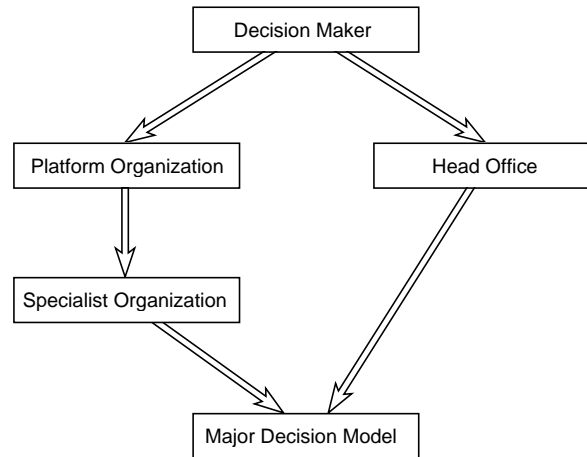 Decision Maker
Platform Organization
Head Office
Specialist Organization
Major Decision Model